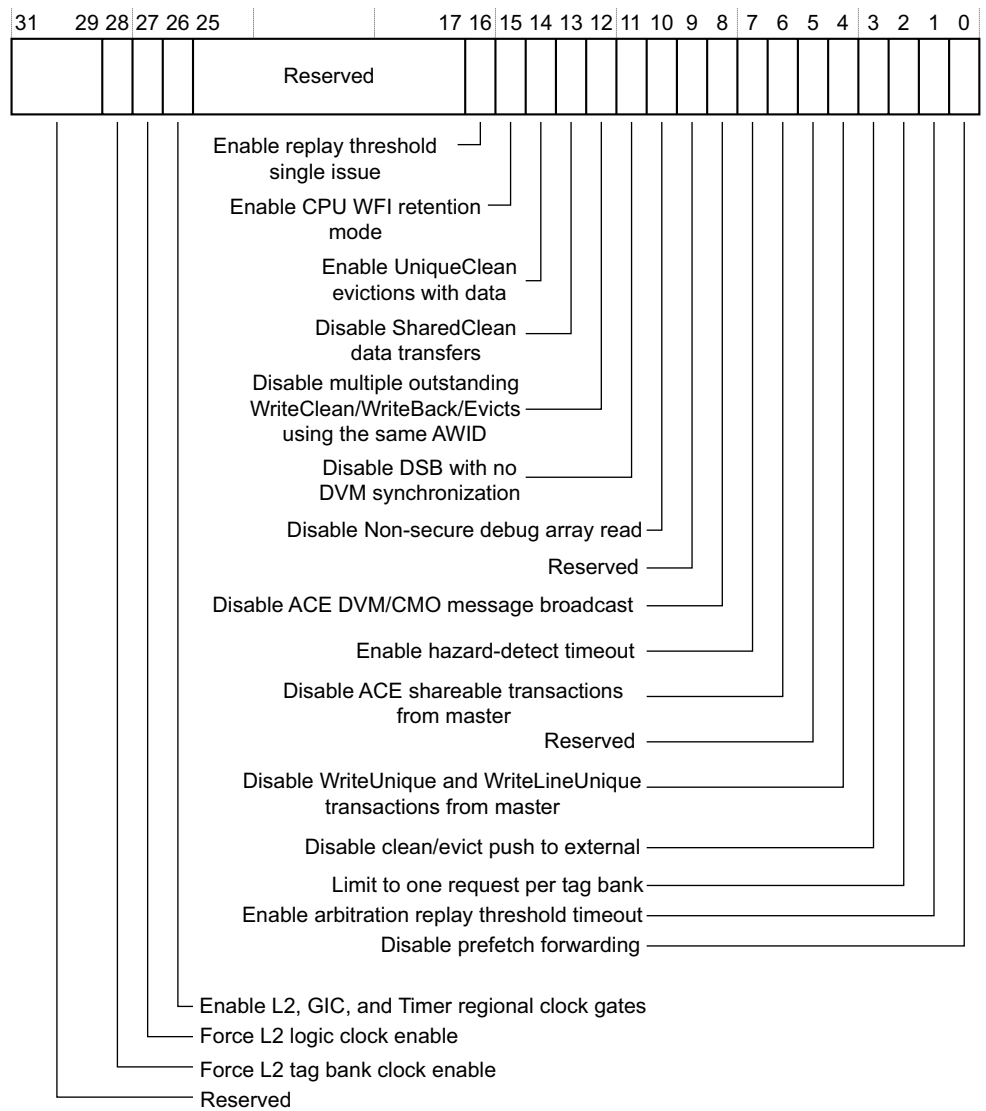 31 29 28 27 26 25 17 16 15 14 13 12 11 10 9 8 7 6 5 4 3 2 1 0
Reserved
Enable replay threshold
single issue
Enable CPU WFI retention
mode
Enable UniqueClean
evictions with data
Disable SharedClean
data transfers
Disable multiple outstanding
WriteClean/WriteBack/Evicts
using the same AWID
Disable DSB with no
DVM synchronization
Disable Non-secure debug array read
Reserved
Disable ACE DVM/CMO message broadcast
Enable hazard-detect timeout
Disable ACE shareable transactions
from master
Reserved
Disable WriteUnique and WriteLineUnique
transactions from master
Disable clean/evict push to external
Limit to one request per tag bank
Enable arbitration replay threshold timeout
Disable prefetch forwarding
Enable L2, GIC, and Timer regional clock gates
Force L2 logic clock enable
Force L2 tag bank clock enable
Reserved